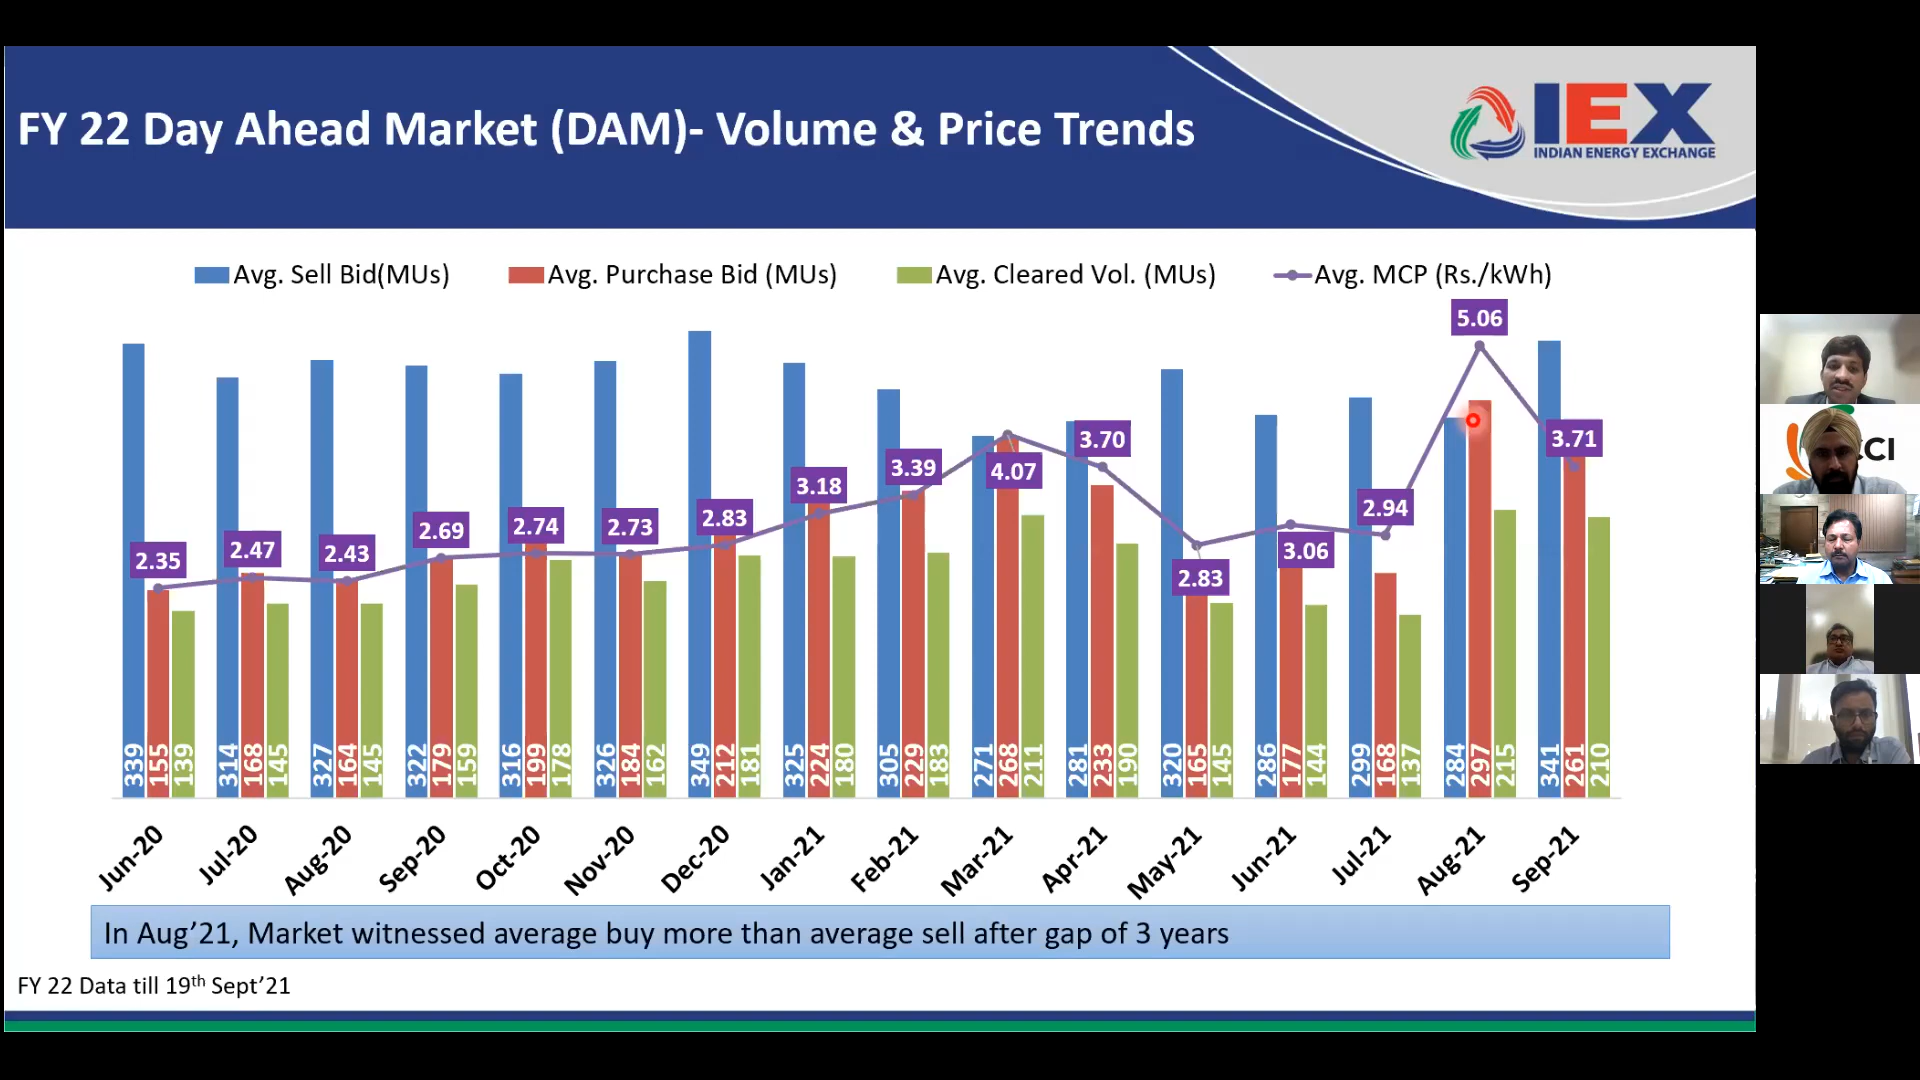 FY 22 Day Ahead Market (DAM)- Volume & Price Trends
IEX
INDIAN ENERGY EXCHANGE
Avg. Sell Bid(MUs) Avg. Purchase Bid (MUs) Avg. Cleared Vol. (MUs) Avg. MCP (Rs./kWh)
2.35 2.47 2.43 2.69 2.74 2.73 2.83 3.18 3.39 4.07 3.70 2.83 3.06 2.94 5.06 3.71
339 155 139 314 168 145 327 164 145 322 179 159 316 199 178 326 184 162 349 212 181 325 224 180 305 229 183 271 268 211 281 233 190 320 165 145 286 177 144 299 168 137 284 297 215 341 261 210
Jun-20 Jul-20 Aug-20 Sep-20 Oct-20 Nov-20 Dec-20 Jan-21 Feb-21 Mar-21 Apr-21 May-21 Jun-21 Jul-21 Aug-21 Sep-21
In Aug’21, Market witnessed average buy more than average sell after gap of 3 years
FY 22 Data till 19th Sept’21
CCI